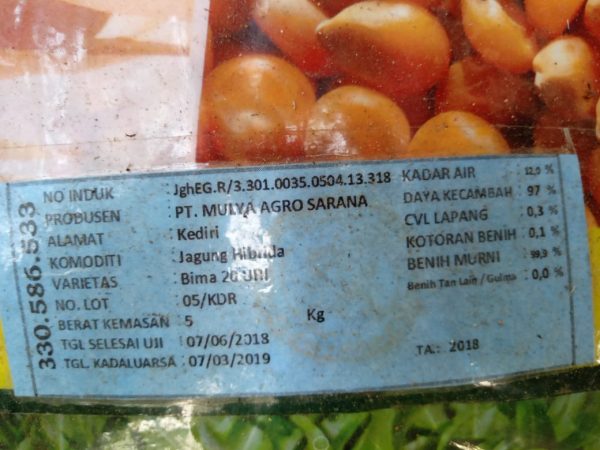 330.586.533
NO INDUK : JghEG.R/3.301.0035.0504.13.318
PROBUSEN : PT. MULYA AGRO SARANA
ALAMAT : Kediri
KOMODITI : Jagung Hibrida
VARIETAS : Bima 20 URI
NO. LOT : 05/KDR
BERAT KEMASAN : 5 Kg
TGL SELESAI UJI : 07/06/2018
TGL. KADALUARSA : 07/03/2019
KADAR AIR : 12,0 %
DAYA KECAMBAH : 97 %
CVL LAPANG : 0,3 %
KOTORAN BENIH : 0,1 %
BENIH MURNI : 99,9 %
Benih Tan Lain / Gulma : 0,0 %
TA.: 2018